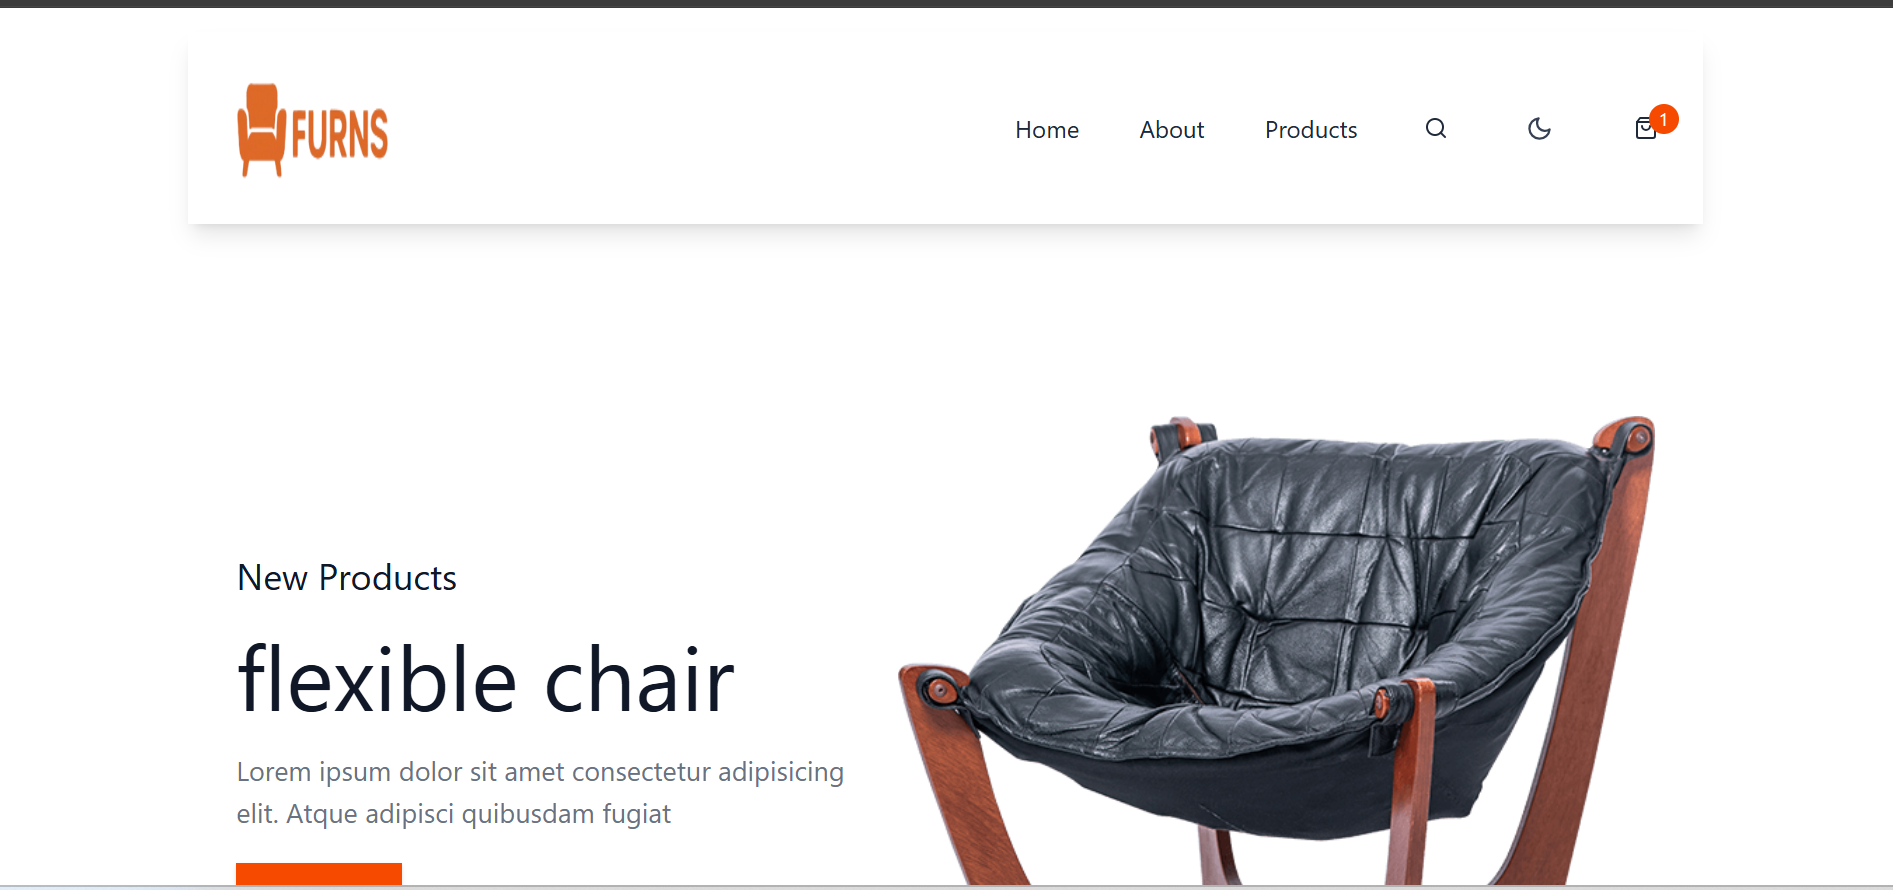 FURNS
Home About Products 1
New Products
flexible chair
Lorem ipsum dolor sit amet consectetur adipisicing
elit. Atque adipisci quibusdam fugiat